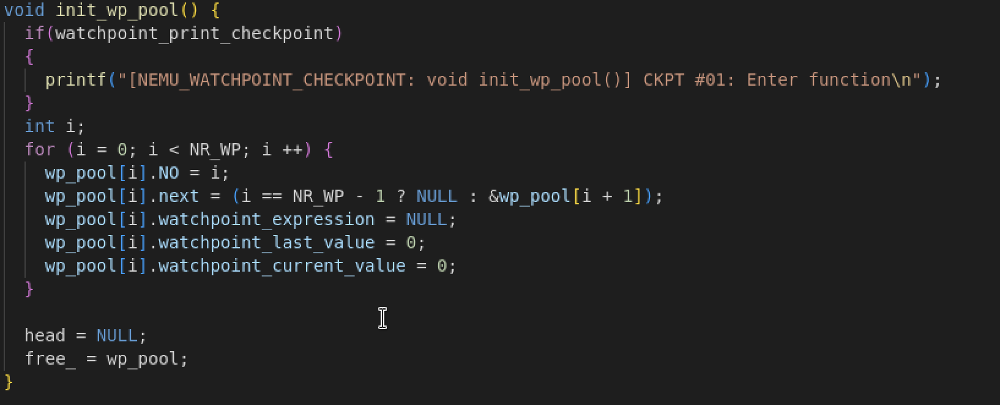 void init_wp_pool() {
  if(watchpoint_print_checkpoint)
  {
    printf("[NEMU_WATCHPOINT_CHECKPOINT: void init_wp_pool()] CKPT #01: Enter function\n");
  }
  int i;
  for (i = 0; i < NR_WP; i ++) {
    wp_pool[i].NO = i;
    wp_pool[i].next = (i == NR_WP - 1 ? NULL : &wp_pool[i + 1]);
    wp_pool[i].watchpoint_expression = NULL;
    wp_pool[i].watchpoint_last_value = 0;
    wp_pool[i].watchpoint_current_value = 0;
  }

  head = NULL;
  free_ = wp_pool;
}